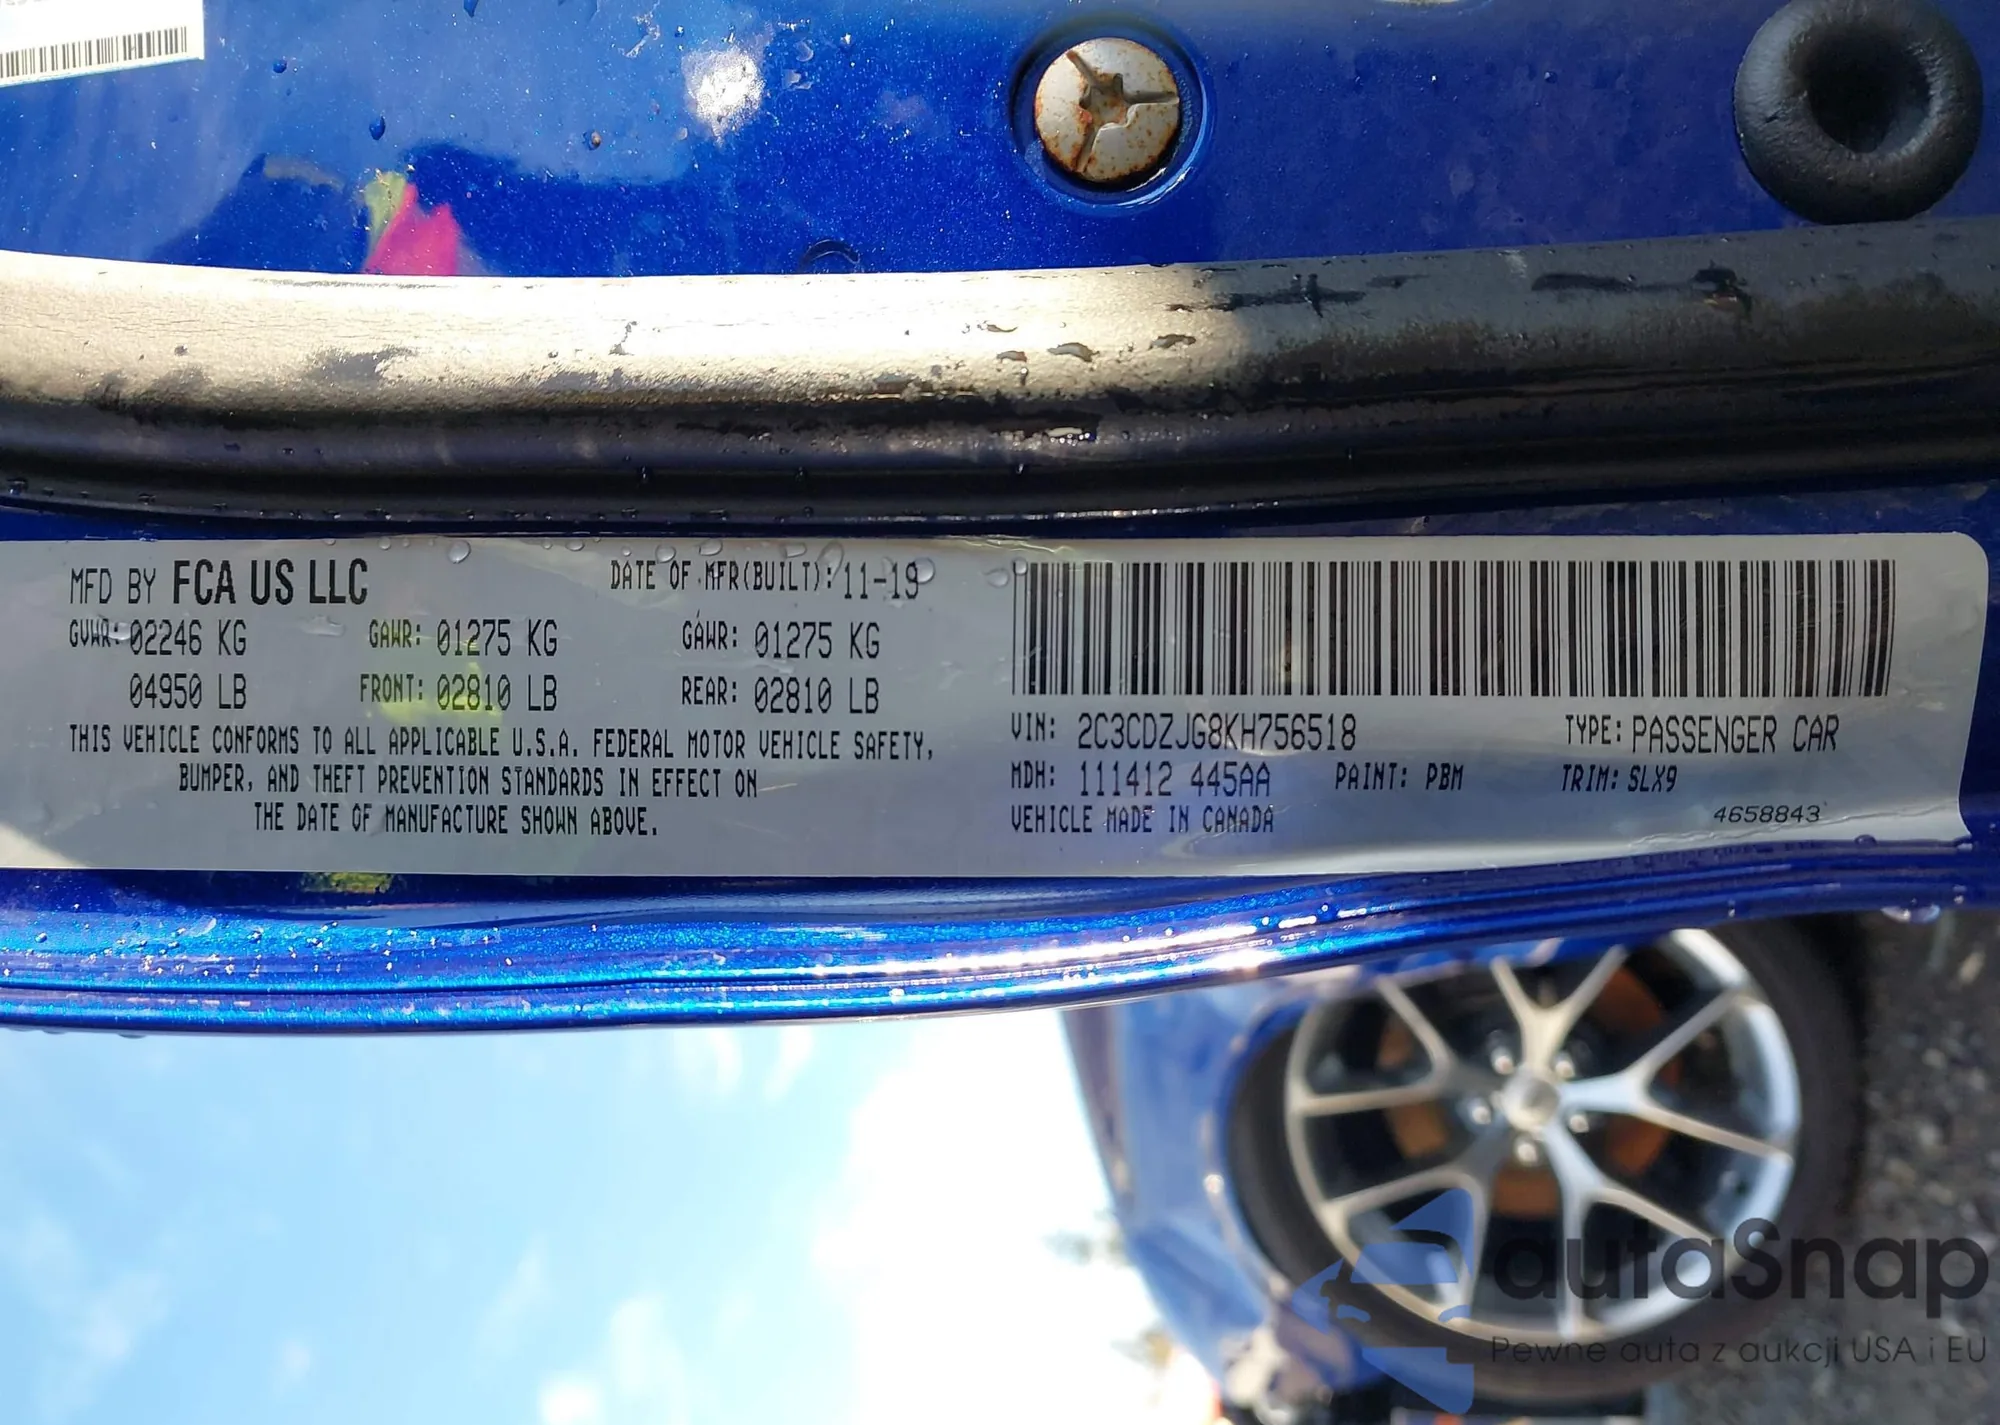 MFD BY FCA US LLC DATE OF MFR(BUILT): 11-19
GVWR: 02246 KG GAWR: 01275 KG GAWR: 01275 KG
04950 LB FRONT: 02810 LB REAR: 02810 LB
THIS VEHICLE CONFORMS TO ALL APPLICABLE U.S.A. FEDERAL MOTOR VEHICLE SAFETY,
BUMPER, AND THEFT PREVENTION STANDARDS IN EFFECT ON
THE DATE OF MANUFACTURE SHOWN ABOVE.
VIN: 2C3CDZJG8KH756518 TYPE: PASSENGER CAR
MDH: 111412 445AA PAINT: PBM TRIM: SLX9
VEHICLE MADE IN CANADA
4658843
autaSnap
Pewne auta z aukcji USA i EU